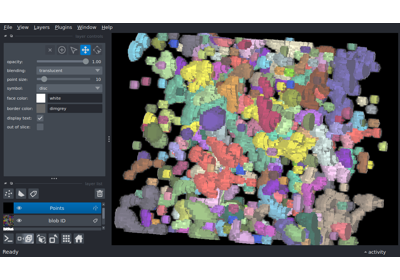 File View Layers Plugins Window Help
opacity: 1.00
blending: translucent
point size: 10
symbol: disc
face color: white
border color: dimgrey
display text:
out of slice:
Points
blob ID
Ready
activity